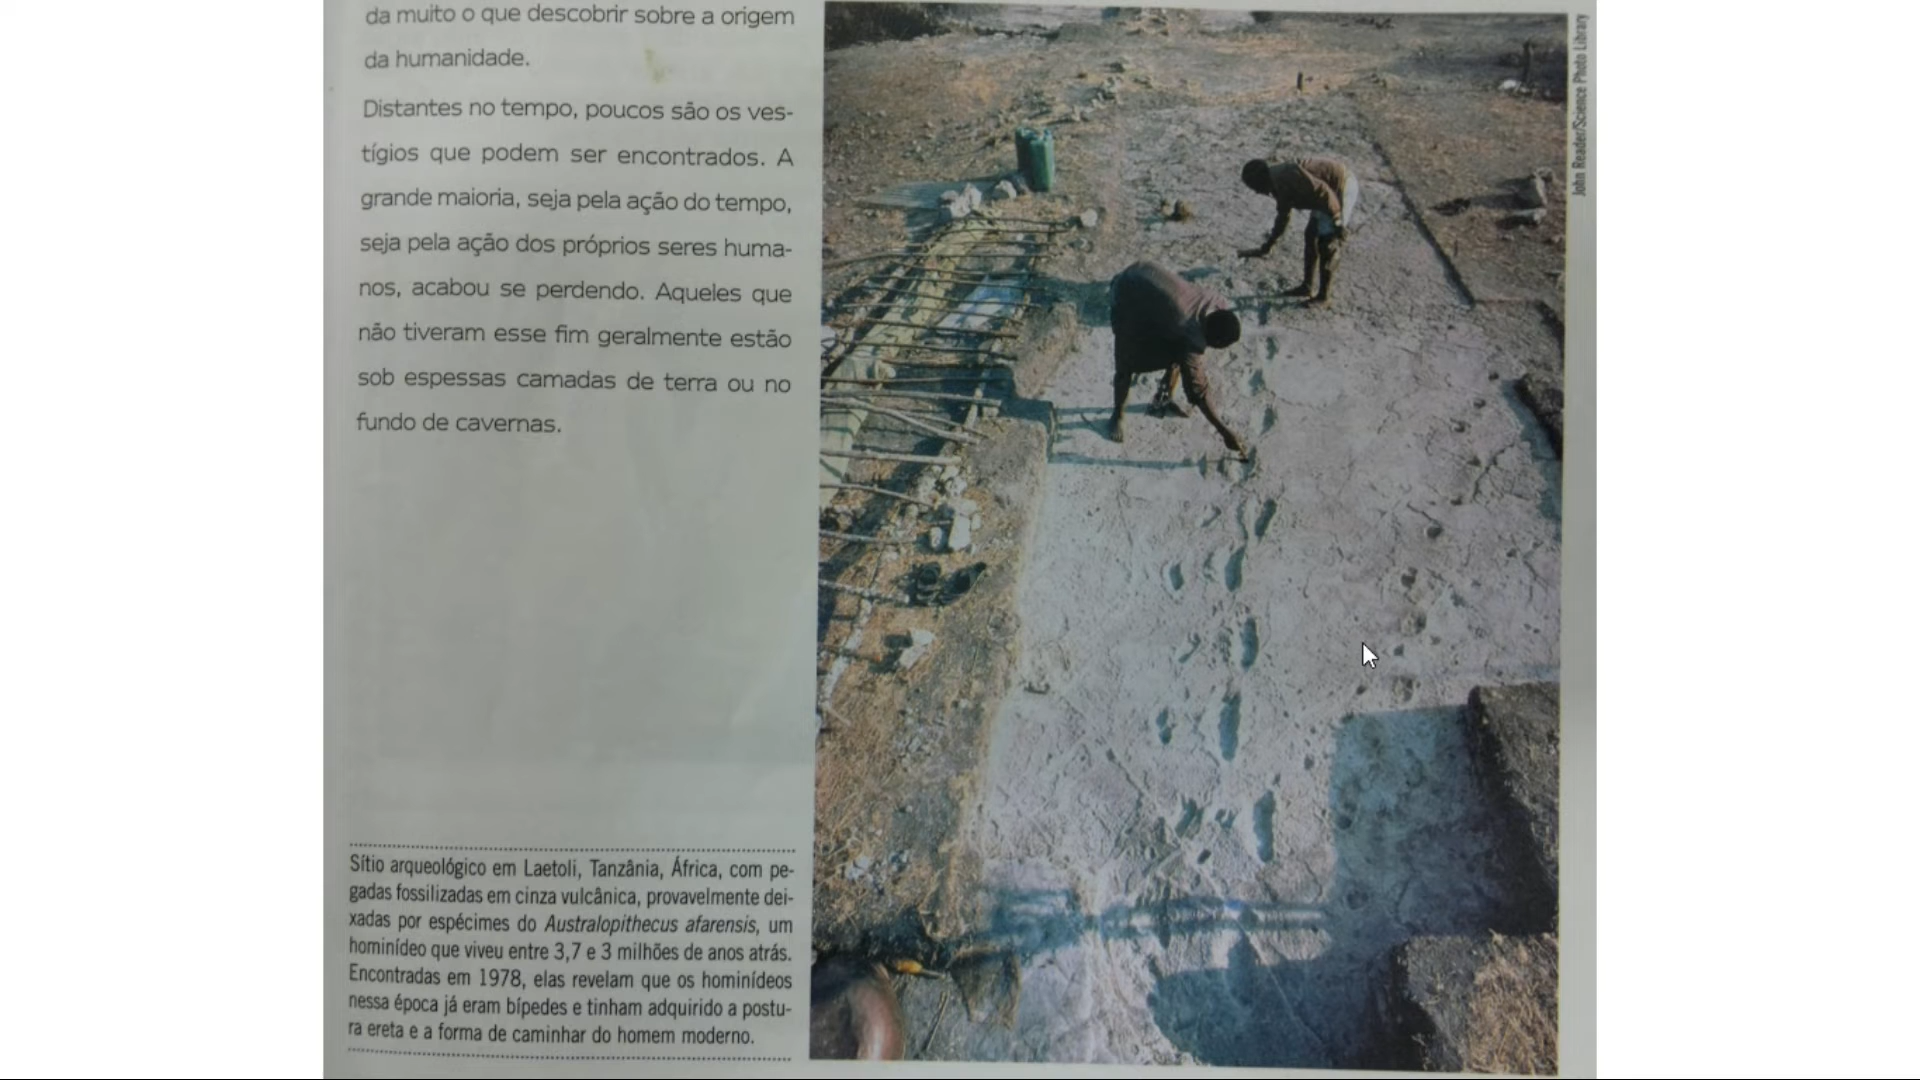 da muito o que descobrir sobre a origem
da humanidade.
Distantes no tempo, poucos são os ves-
tígios que podem ser encontrados. A
grande maioria, seja pela ação do tempo,
seja pela ação dos próprios seres huma-
nos, acabou se perdendo. Aqueles que
não tiveram esse fim geralmente estão
sob espessas camadas de terra ou no
fundo de cavernas.
Sítio arqueológico em Laetoli, Tanzânia, África, com pe-
gadas fossilizadas em cinza vulcânica, provavelmente dei-
xadas por espécimes do Australopithecus afarensis, um
hominídeo que viveu entre 3,7 e 3 milhões de anos atrás.
Encontradas em 1978, elas revelam que os hominídeos
nessa época já eram bípedes e tinham adquirido a postu-
ra ereta e a forma de caminhar do homem moderno.
John Reader/Science Photo Library